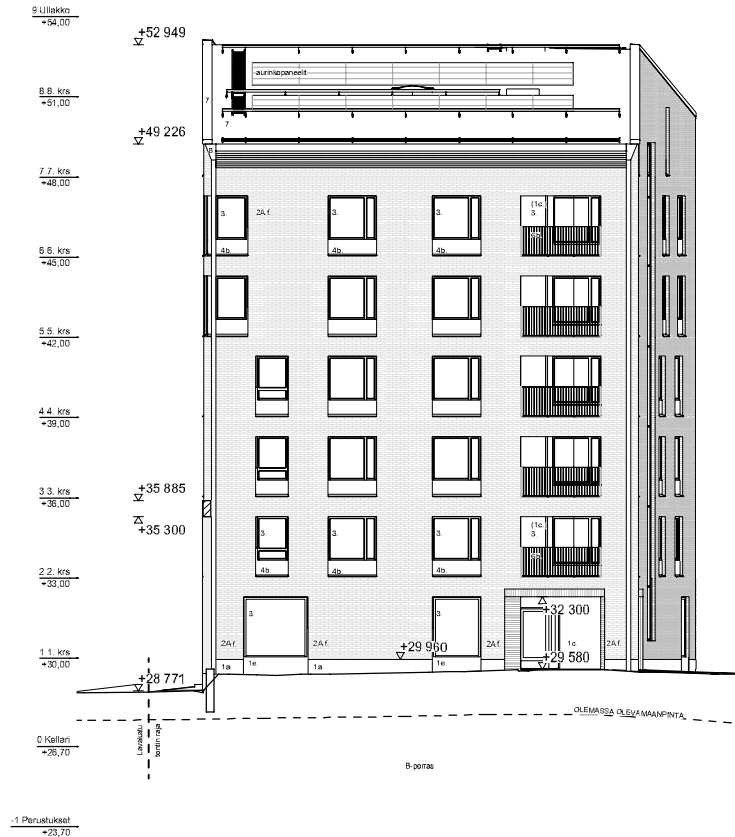 9 Ullakko
+54,00
+52 949
aurinkopaneelit
8 8. krs
+51,00
7.
7.
+49 226
3
7 7. krs
+48,00
3.
2A f.
3.
3.
(1c.
3.
4b.
4b.
4b.
6 6. krs
+45,00
5 5. krs
+42,00
4 4. krs
+39,00
+35 885
3 3. krs
+36,00
+35 300
3.
3.
3.
(1c.
3.
4b.
4b.
4b.
2 2. krs
+33,00
3.
3.
+32 300
2A f.
2A f.
+29 960
2A f.
1c.
2A f.
1 1. krs
+30,00
1a
1e.
1a.
1e.
+29 580
+28 771
OLEMASSA OLEVA MAANPINTA
0 Kellari
+26,70
Lavakatu
tontin raja
B-porras
-1 Perustukset
+23,70